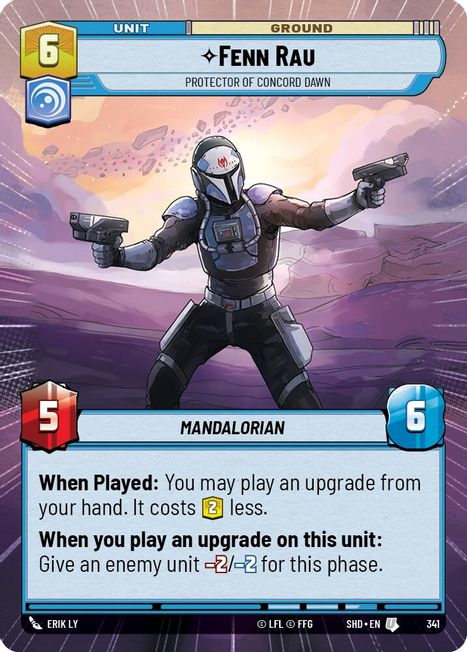 UNIT GROUND
6
✧FENN RAU
PROTECTOR OF CONCORD DAWN
5
MANDALORIAN
6
When Played: You may play an upgrade from
your hand. It costs 2 less.
When you play an upgrade on this unit:
Give an enemy unit -2/-2 for this phase.
ERIK LY © LFL © FFG SHD•EN U 341